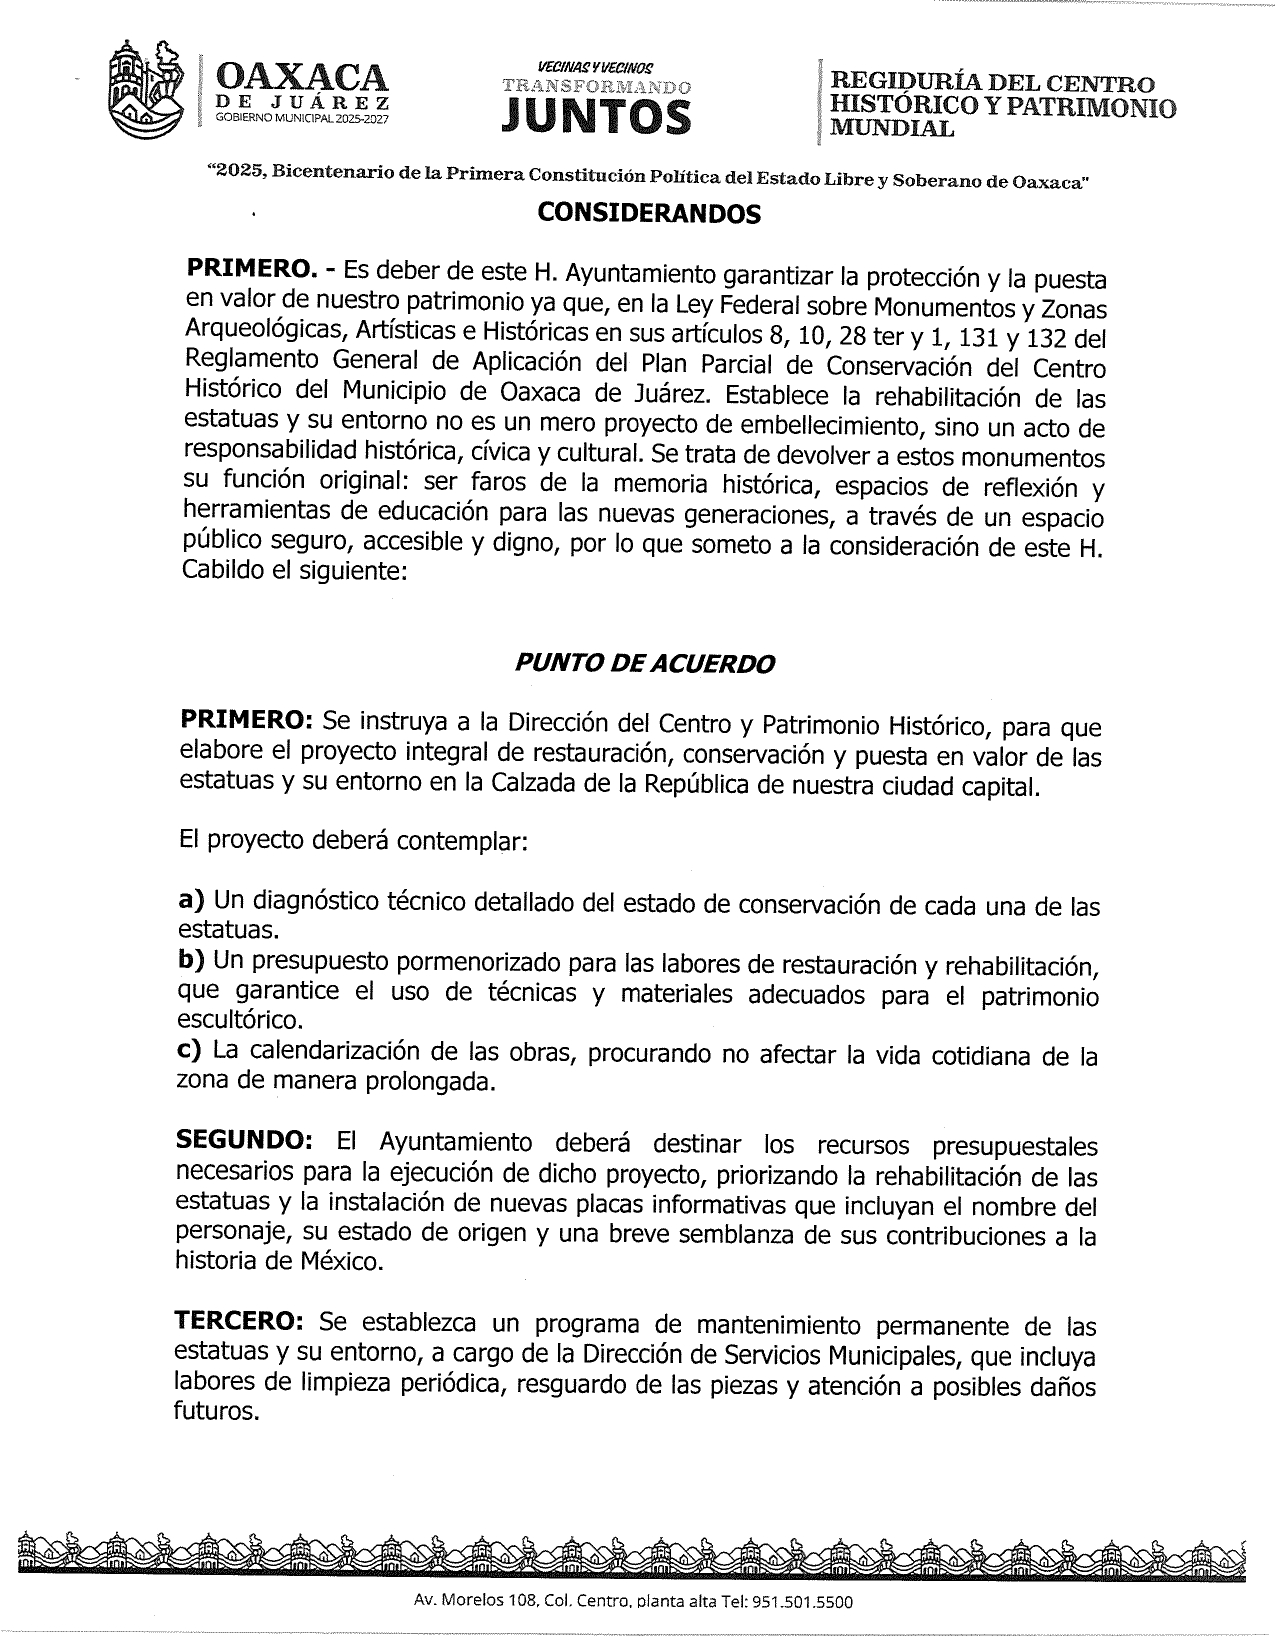 OAXACA
DE JUÁREZ
GOBIERNO MUNICIPAL 2025-2027
VECINAS Y VECINOS
TRANSFORMANDO
JUNTOS
REGIDURÍA DEL CENTRO
HISTÓRICO Y PATRIMONIO
MUNDIAL
“2025, Bicentenario de la Primera Constitución Política del Estado Libre y Soberano de Oaxaca”
CONSIDERANDOS
PRIMERO. - Es deber de este H. Ayuntamiento garantizar la protección y la puesta
en valor de nuestro patrimonio ya que, en la Ley Federal sobre Monumentos y Zonas
Arqueológicas, Artísticas e Históricas en sus artículos 8, 10, 28 ter y 1, 131 y 132 del
Reglamento General de Aplicación del Plan Parcial de Conservación del Centro
Histórico del Municipio de Oaxaca de Juárez. Establece la rehabilitación de las
estatuas y su entorno no es un mero proyecto de embellecimiento, sino un acto de
responsabilidad histórica, cívica y cultural. Se trata de devolver a estos monumentos
su función original: ser faros de la memoria histórica, espacios de reflexión y
herramientas de educación para las nuevas generaciones, a través de un espacio
público seguro, accesible y digno, por lo que someto a la consideración de este H.
Cabildo el siguiente:
PUNTO DE ACUERDO
PRIMERO: Se instruya a la Dirección del Centro y Patrimonio Histórico, para que
elabore el proyecto integral de restauración, conservación y puesta en valor de las
estatuas y su entorno en la Calzada de la República de nuestra ciudad capital.
El proyecto deberá contemplar:
a) Un diagnóstico técnico detallado del estado de conservación de cada una de las
estatuas.
b) Un presupuesto pormenorizado para las labores de restauración y rehabilitación,
que garantice el uso de técnicas y materiales adecuados para el patrimonio
escultórico.
c) La calendarización de las obras, procurando no afectar la vida cotidiana de la
zona de manera prolongada.
SEGUNDO: El Ayuntamiento deberá destinar los recursos presupuestales
necesarios para la ejecución de dicho proyecto, priorizando la rehabilitación de las
estatuas y la instalación de nuevas placas informativas que incluyan el nombre del
personaje, su estado de origen y una breve semblanza de sus contribuciones a la
historia de México.
TERCERO: Se establezca un programa de mantenimiento permanente de las
estatuas y su entorno, a cargo de la Dirección de Servicios Municipales, que incluya
labores de limpieza periódica, resguardo de las piezas y atención a posibles daños
futuros.
Av. Morelos 108, Col. Centro, planta alta Tel: 951.501.5500